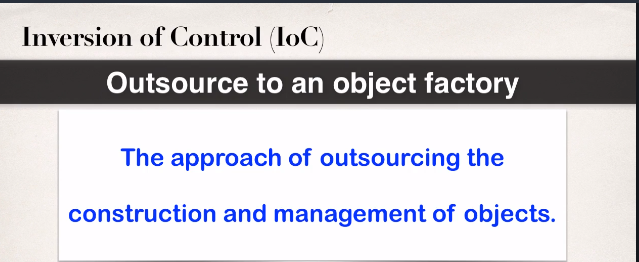 Inversion of Control (IoC)
Outsource to an object factory
The approach of outsourcing the
construction and management of objects.